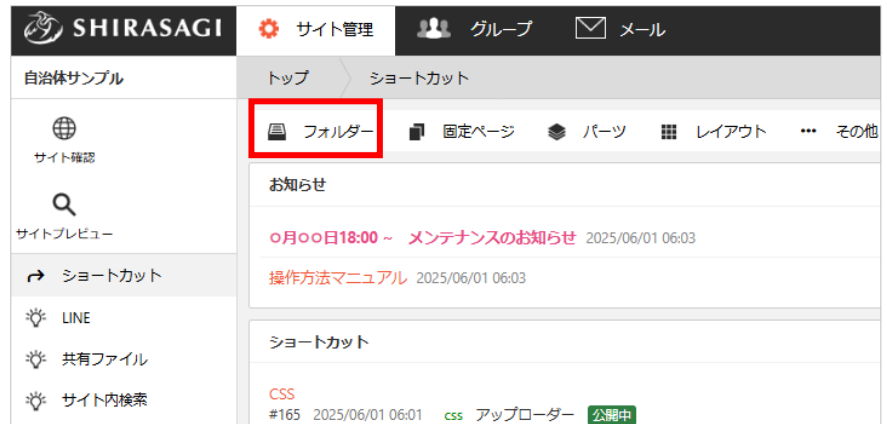 SHIRASAGI サイト管理 グループ メール
自治体サンプル トップ ショートカット
サイト確認
サイトプレビュー
ショートカット
LINE
共有ファイル
サイト内検索
フォルダー 固定ページ パーツ レイアウト ••• その他
お知らせ
○月○○日18:00 ~ メンテナンスのお知らせ 2025/06/01 06:03
操作方法マニュアル 2025/06/01 06:03
ショートカット
CSS
#165 2025/06/01 06:01 css アップローダー 公開中